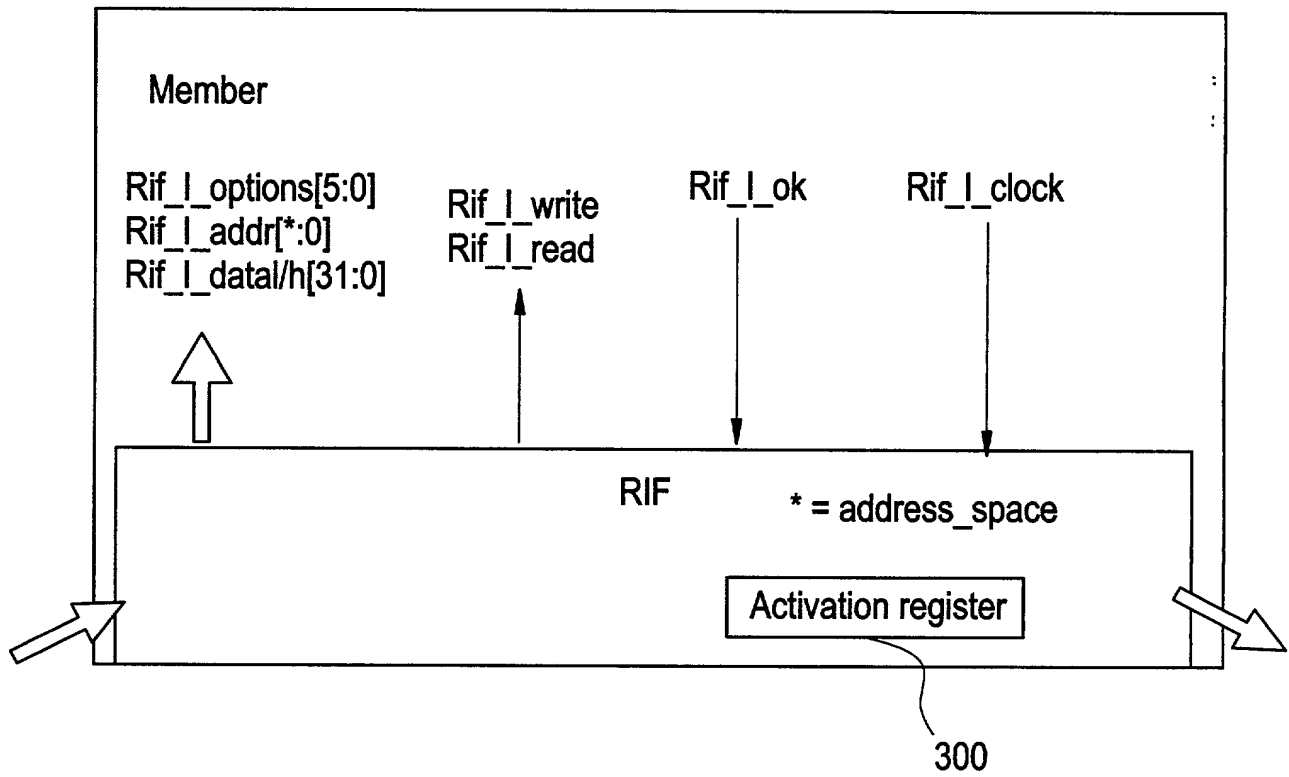 Member
Rif_I_options[5:0]
Rif_I_addr[*:0]
Rif_I_datal/h[31:0]
Rif_I_write
Rif_I_read
Rif_I_ok
Rif_I_clock
RIF
* = address_space
Activation register
300